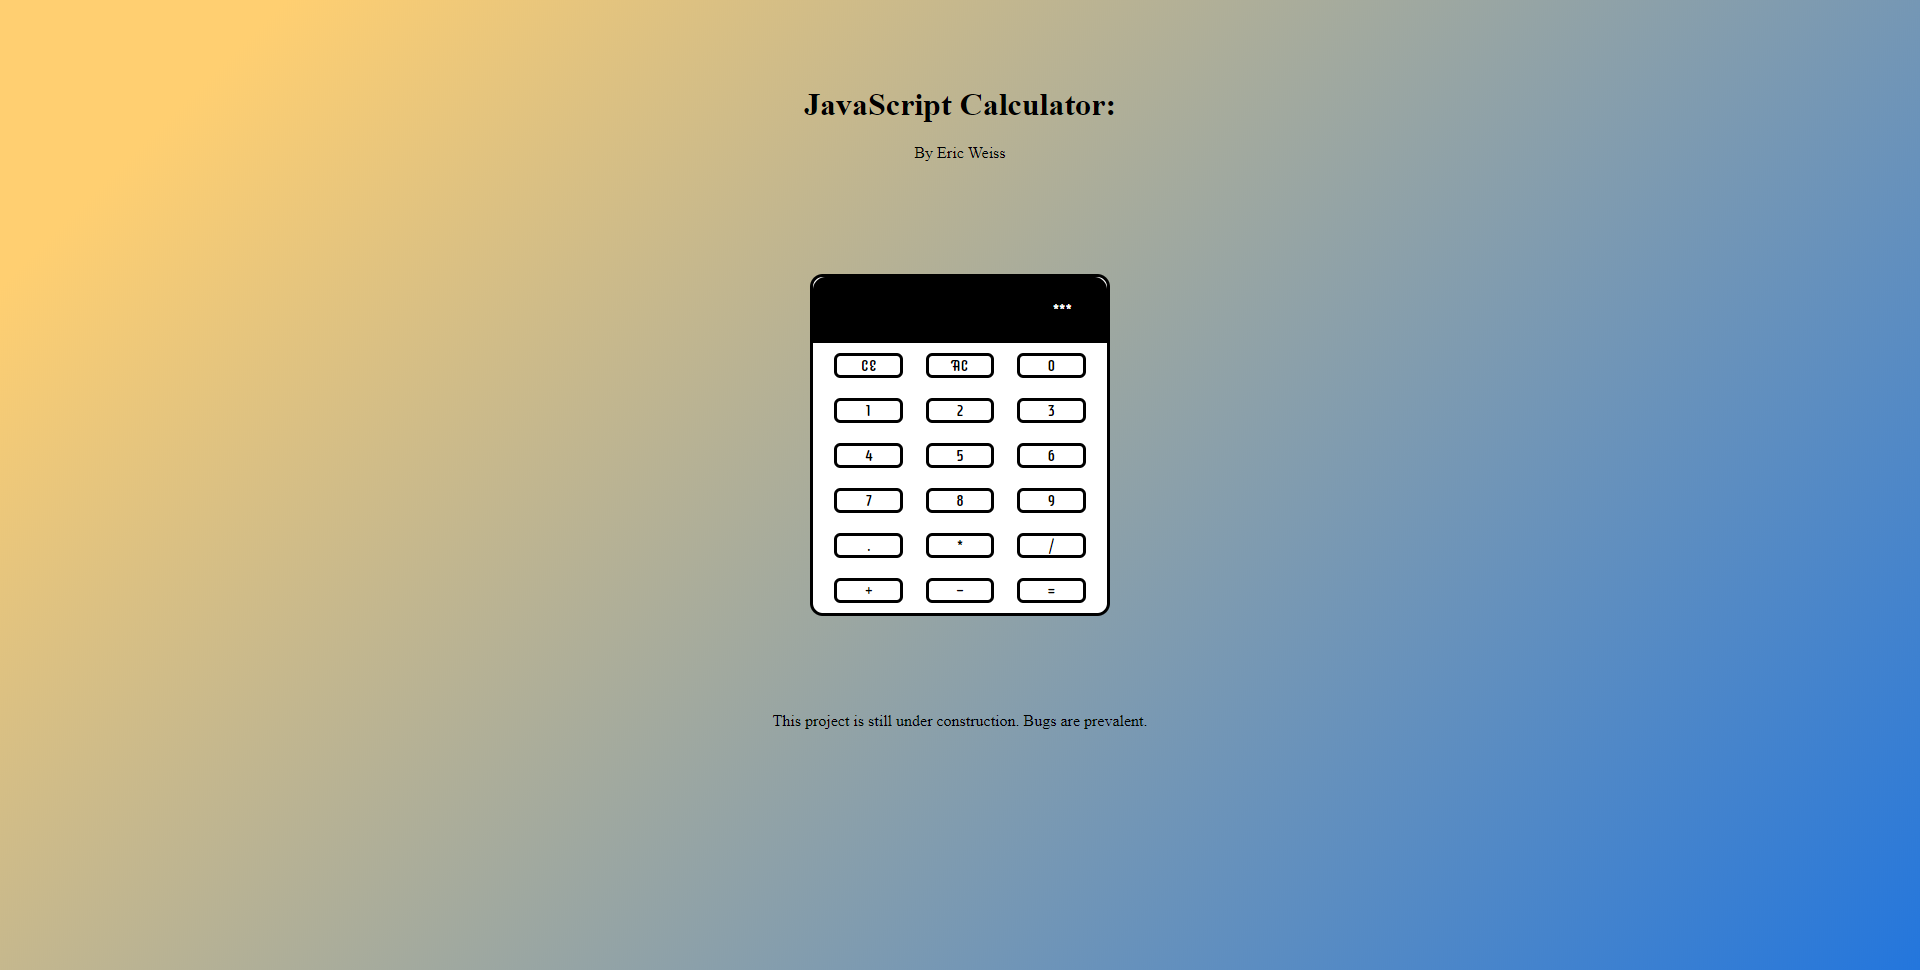 JavaScript Calculator:
By Eric Weiss
***
CE AC 0
1 2 3
4 5 6
7 8 9
. * /
+ - =
This project is still under construction. Bugs are prevalent.